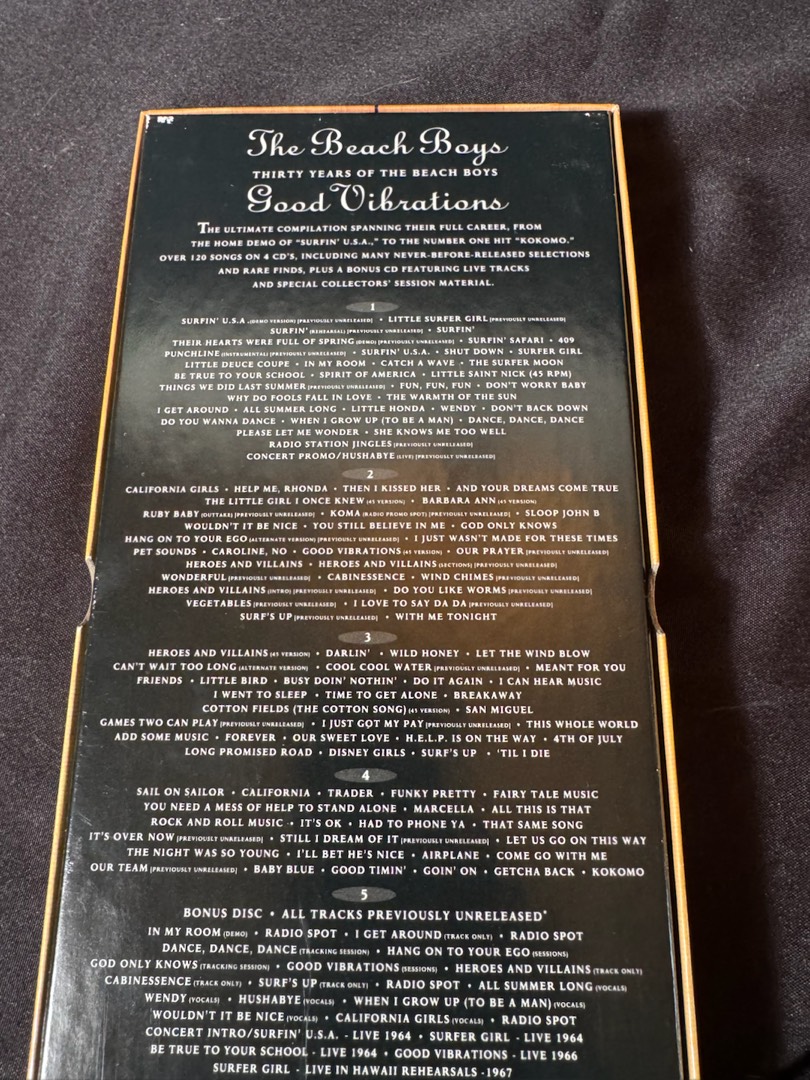 The Beach Boys
THIRTY YEARS OF THE BEACH BOYS
Good Vibrations
THE ULTIMATE COMPILATION SPANNING THEIR FULL CAREER, FROM
THE HOME DEMO OF "SURFIN' U.S.A.," TO THE NUMBER ONE HIT "KOKOMO."
OVER 120 SONGS ON 4 CD'S, INCLUDING MANY NEVER-BEFORE-RELEASED SELECTIONS
AND RARE FINDS, PLUS A BONUS CD FEATURING LIVE TRACKS
AND SPECIAL COLLECTORS' SESSION MATERIAL.
1
SURFIN' U.S.A. (DEMO VERSION) [PREVIOUSLY UNRELEASED] • LITTLE SURFER GIRL [PREVIOUSLY UNRELEASED]
SURFIN' (REHEARSAL) [PREVIOUSLY UNRELEASED] • SURFIN'
THEIR HEARTS WERE FULL OF SPRING (DEMO) [PREVIOUSLY UNRELEASED] • SURFIN' SAFARI • 409
PUNCHLINE (INSTRUMENTAL) [PREVIOUSLY UNRELEASED] • SURFIN' U.S.A. • SHUT DOWN • SURFER GIRL
LITTLE DEUCE COUPE • IN MY ROOM • CATCH A WAVE • THE SURFER MOON
BE TRUE TO YOUR SCHOOL • SPIRIT OF AMERICA • LITTLE SAINT NICK (45 RPM)
THINGS WE DID LAST SUMMER [PREVIOUSLY UNRELEASED] • FUN, FUN, FUN • DON'T WORRY BABY
WHY DO FOOLS FALL IN LOVE • THE WARMTH OF THE SUN
I GET AROUND • ALL SUMMER LONG • LITTLE HONDA • WENDY • DON'T BACK DOWN
DO YOU WANNA DANCE • WHEN I GROW UP (TO BE A MAN) • DANCE, DANCE, DANCE
PLEASE LET ME WONDER • SHE KNOWS ME TOO WELL
RADIO STATION JINGLES [PREVIOUSLY UNRELEASED]
CONCERT PROMO/HUSHABYE (LIVE) [PREVIOUSLY UNRELEASED]
2
CALIFORNIA GIRLS • HELP ME, RHONDA • THEN I KISSED HER • AND YOUR DREAMS COME TRUE
THE LITTLE GIRL I ONCE KNEW (45 VERSION) • BARBARA ANN (45 VERSION)
RUBY BABY (OUTTAKE) [PREVIOUSLY UNRELEASED] • KOMA (RADIO PROMO SPOT) [PREVIOUSLY UNRELEASED] • SLOOP JOHN B
WOULDN'T IT BE NICE • YOU STILL BELIEVE IN ME • GOD ONLY KNOWS
HANG ON TO YOUR EGO (ALTERNATE VERSION) [PREVIOUSLY UNRELEASED] • I JUST WASN'T MADE FOR THESE TIMES
PET SOUNDS • CAROLINE, NO • GOOD VIBRATIONS (45 VERSION) • OUR PRAYER [PREVIOUSLY UNRELEASED]
HEROES AND VILLAINS • HEROES AND VILLAINS (SECTIONS) [PREVIOUSLY UNRELEASED]
WONDERFUL [PREVIOUSLY UNRELEASED] • CABINESSENCE • WIND CHIMES [PREVIOUSLY UNRELEASED]
HEROES AND VILLAINS (INTRO) [PREVIOUSLY UNRELEASED] • DO YOU LIKE WORMS [PREVIOUSLY UNRELEASED]
VEGETABLES [PREVIOUSLY UNRELEASED] • I LOVE TO SAY DA DA [PREVIOUSLY UNRELEASED]
SURF'S UP [PREVIOUSLY UNRELEASED] • WITH ME TONIGHT
3
HEROES AND VILLAINS (45 VERSION) • DARLIN' • WILD HONEY • LET THE WIND BLOW
CAN'T WAIT TOO LONG (ALTERNATE VERSION) • COOL COOL WATER [PREVIOUSLY UNRELEASED] • MEANT FOR YOU
FRIENDS • LITTLE BIRD • BUSY DOIN' NOTHIN' • DO IT AGAIN • I CAN HEAR MUSIC
I WENT TO SLEEP • TIME TO GET ALONE • BREAKAWAY
COTTON FIELDS (THE COTTON SONG) (45 VERSION) • SAN MIGUEL
GAMES TWO CAN PLAY [PREVIOUSLY UNRELEASED] • I JUST GOT MY PAY [PREVIOUSLY UNRELEASED] • THIS WHOLE WORLD
ADD SOME MUSIC • FOREVER • OUR SWEET LOVE • H.E.L.P. IS ON THE WAY • 4TH OF JULY
LONG PROMISED ROAD • DISNEY GIRLS • SURF'S UP • 'TIL I DIE
4
SAIL ON SAILOR • CALIFORNIA • TRADER • FUNKY PRETTY • FAIRY TALE MUSIC
YOU NEED A MESS OF HELP TO STAND ALONE • MARCELLA • ALL THIS IS THAT
ROCK AND ROLL MUSIC • IT'S OK • HAD TO PHONE YA • THAT SAME SONG
IT'S OVER NOW [PREVIOUSLY UNRELEASED] • STILL I DREAM OF IT [PREVIOUSLY UNRELEASED] • LET US GO ON THIS WAY
THE NIGHT WAS SO YOUNG • I'LL BET HE'S NICE • AIRPLANE • COME GO WITH ME
OUR TEAM [PREVIOUSLY UNRELEASED] • BABY BLUE • GOOD TIMIN' • GOIN' ON • GETCHA BACK • KOKOMO
5
BONUS DISC • ALL TRACKS PREVIOUSLY UNRELEASED*
IN MY ROOM (DEMO) • RADIO SPOT • I GET AROUND (TRACK ONLY) • RADIO SPOT
DANCE, DANCE, DANCE (TRACKING SESSION) • HANG ON TO YOUR EGO (SESSIONS)
GOD ONLY KNOWS (TRACKING SESSION) • GOOD VIBRATIONS (SESSIONS) • HEROES AND VILLAINS (TRACK ONLY)
CABINESSENCE (TRACK ONLY) • SURF'S UP (TRACK ONLY) • RADIO SPOT • ALL SUMMER LONG (VOCALS)
WENDY (VOCALS) • HUSHABYE (VOCALS) • WHEN I GROW UP (TO BE A MAN) (VOCALS)
WOULDN'T IT BE NICE (VOCALS) • CALIFORNIA GIRLS (VOCALS) • RADIO SPOT
CONCERT INTRO/SURFIN' U.S.A. - LIVE 1964 • SURFER GIRL - LIVE 1964
BE TRUE TO YOUR SCHOOL - LIVE 1964 • GOOD VIBRATIONS - LIVE 1966
SURFER GIRL - LIVE IN HAWAII REHEARSALS - 1967